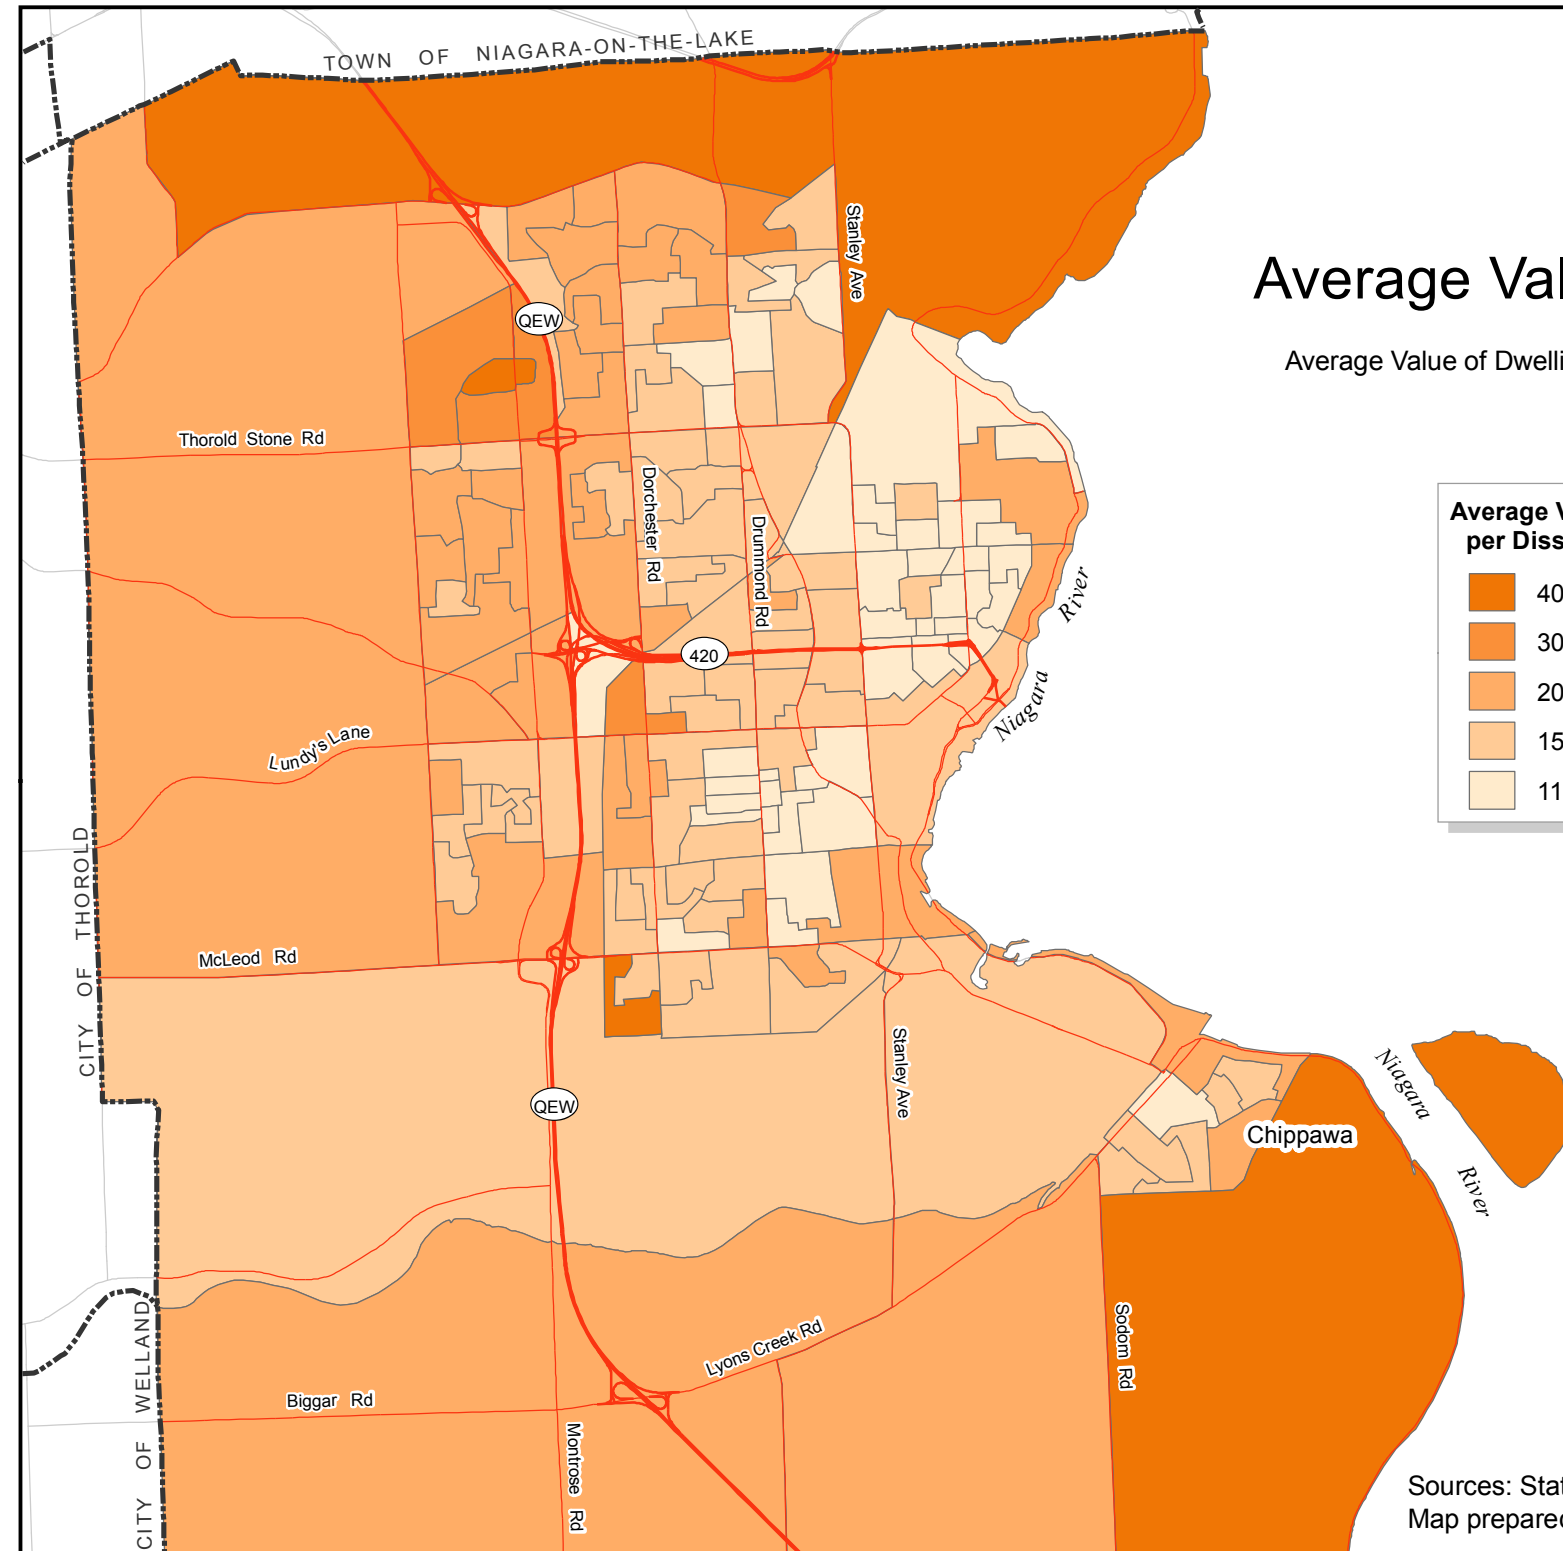 TOWN OF NIAGARA-ON-THE-LAKE
Stanley Ave
Average Val
QEW
Average Value of Dwelli
Thorold Stone Rd
Dorchester Rd
Drummond Rd
Average V
per Diss
40
30
20
15
11
Niagara River
420
Lundy's Lane
CITY OF THOROLD
McLeod Rd
Stanley Ave
QEW
Niagara River
Chippawa
CITY OF WELLAND
Sodom Rd
Lyons Creek Rd
Biggar Rd
Montrose Rd
Sources: Stat
Map prepared